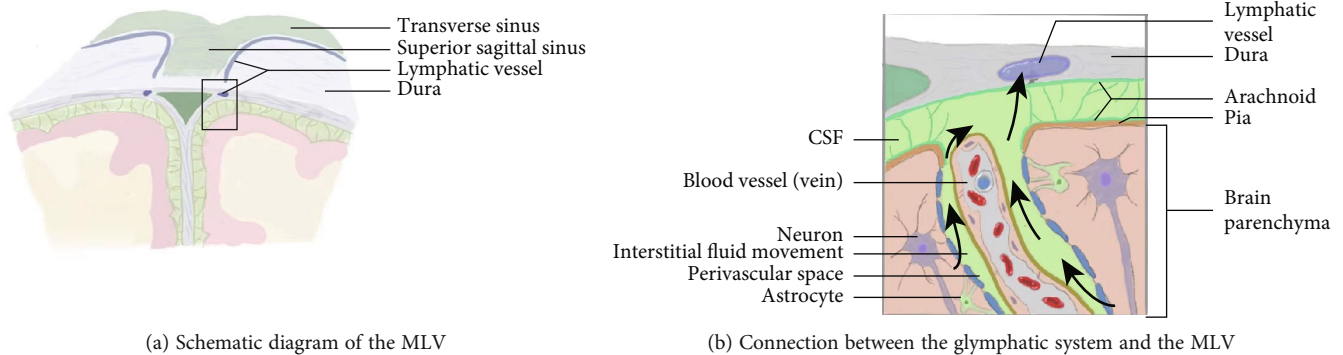 Transverse sinus
Superior sagittal sinus
Lymphatic vessel
Dura
(a) Schematic diagram of the MLV
Lymphatic
vessel
Dura
Arachnoid
Pia
CSF
Blood vessel (vein)
Neuron
Interstitial fluid movement
Perivascular space
Astrocyte
Brain
parenchyma
(b) Connection between the glymphatic system and the MLV